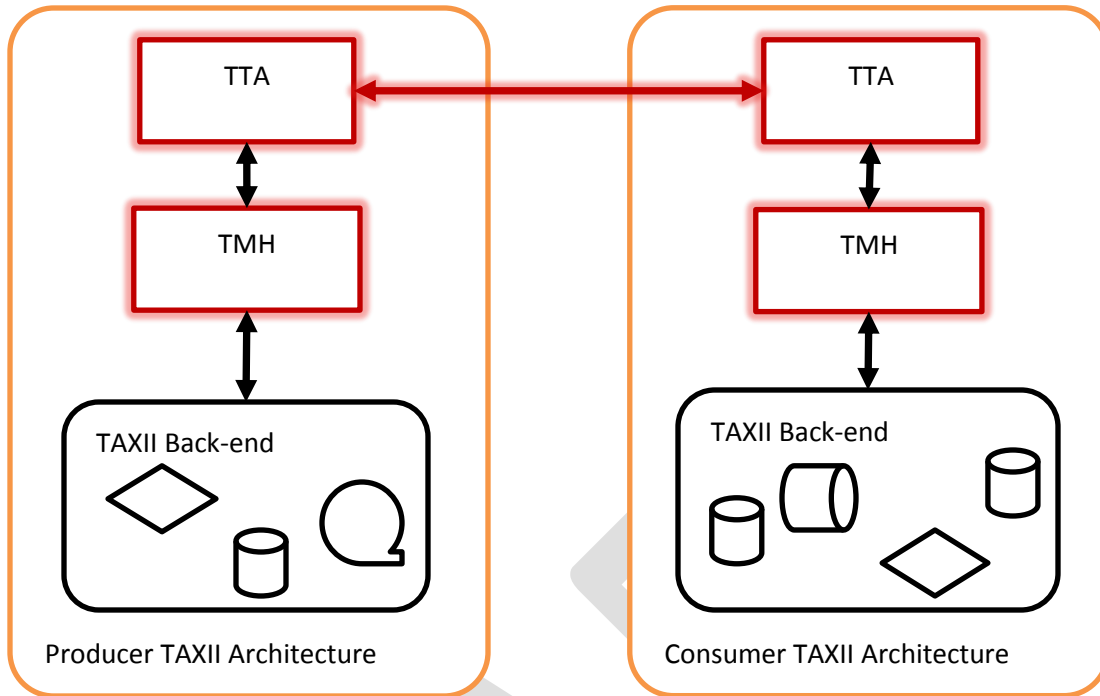 TTA
TMH
TAXII Back-end
Producer TAXII Architecture
TTA
TMH
TAXII Back-end
Consumer TAXII Architecture